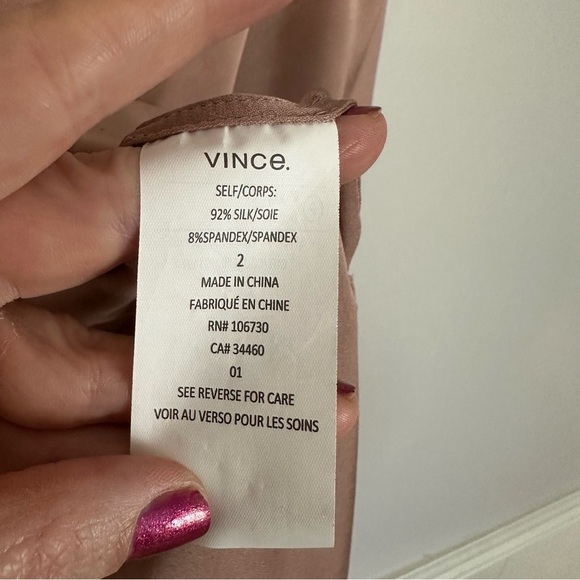 VINCe.
SELF/CORPS:
92% SILK/SOIE
8%SPANDEX/SPANDEX
2
MADE IN CHINA
FABRIQUÉ EN CHINE
RN# 106730
CA# 34460
01
SEE REVERSE FOR CARE
VOIR AU VERSO POUR LES SOINS